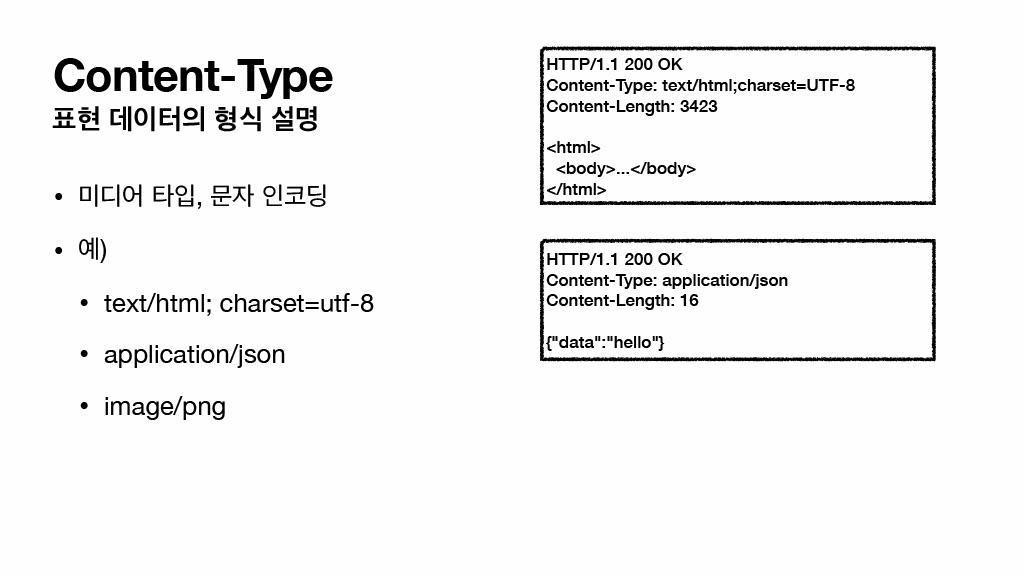 Content-Type
표현 데이터의 형식 설명
• 미디어 타입, 문자 인코딩
• 예)
• text/html; charset=utf-8
• application/json
• image/png
HTTP/1.1 200 OK
Content-Type: text/html;charset=UTF-8
Content-Length: 3423

<html>
  <body>...</body>
</html>
HTTP/1.1 200 OK
Content-Type: application/json
Content-Length: 16

{"data":"hello"}